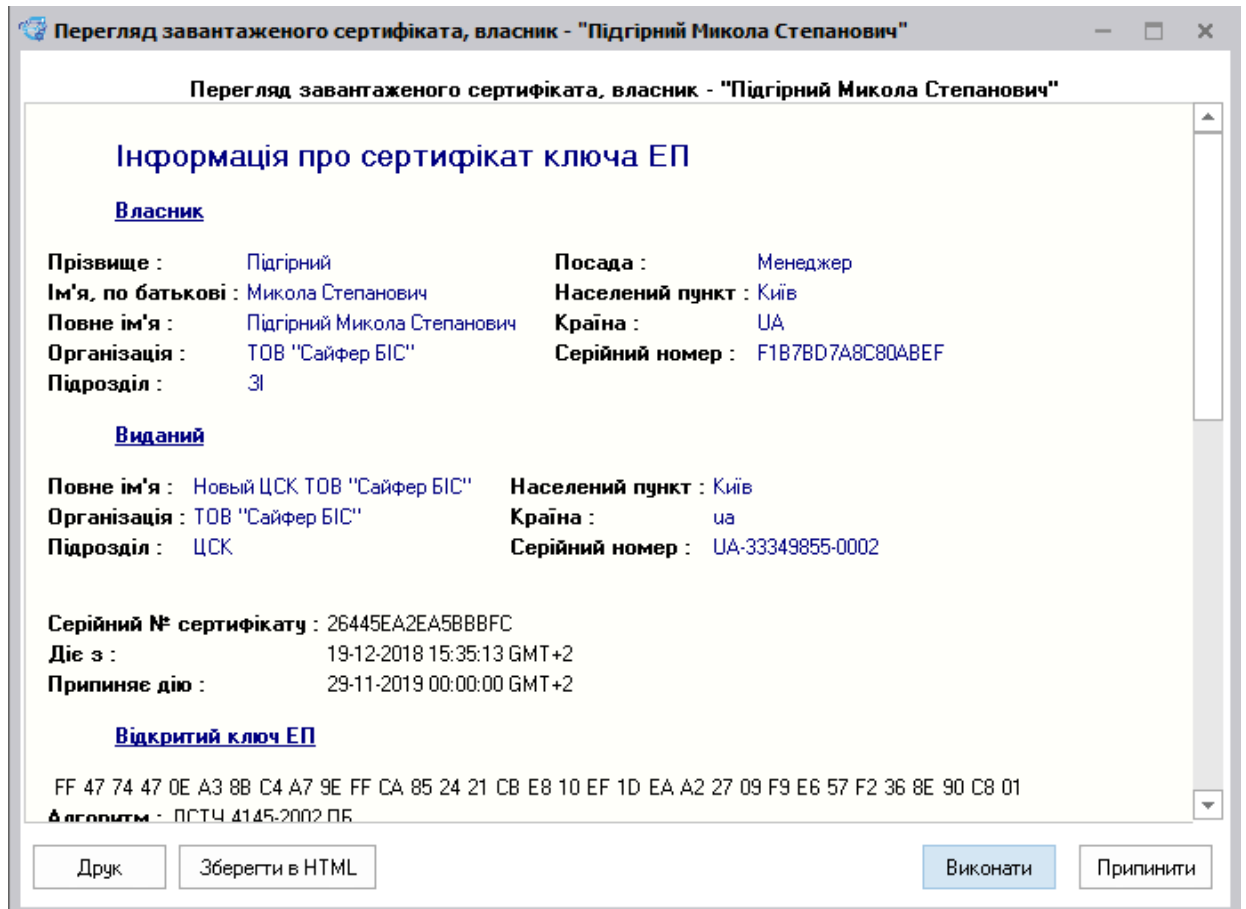 Перегляд завантаженого сертифіката, власник - "Підгірний Микола Степанович"
Перегляд завантаженого сертифіката, власник - "Підгірний Микола Степанович"
Інформація про сертифікат ключа ЕП
Власник
Прізвище : Підгірний Посада : Менеджер
Ім'я, по батькові : Микола Степанович Населений пункт : Київ
Повне ім'я : Підгірний Микола Степанович Країна : UA
Організація : ТОВ "Сайфер БІС" Серійний номер : F1B7BD7A8C80ABEF
Підрозділ : ЗІ
Виданий
Повне ім'я : Новый ЦСК ТОВ "Сайфер БІС" Населений пункт : Київ
Організація : ТОВ "Сайфер БІС" Країна : ua
Підрозділ : ЦСК Серійний номер : UA-33349855-0002
Серійний № сертифікату : 26445EA2EA5BBBFC
Діє з : 19-12-2018 15:35:13 GMT+2
Припиняє дію : 29-11-2019 00:00:00 GMT+2
Відкритий ключ ЕП
FF 47 74 47 0E A3 8B C4 A7 9E FF CA 85 24 21 CB E8 10 EF 1D EA A2 27 09 F9 E6 57 F2 36 8E 90 C8 01
Алгоритм : ДСТУ 4145-2002 ПБ
Друк Зберегти в HTML Виконати Припинити